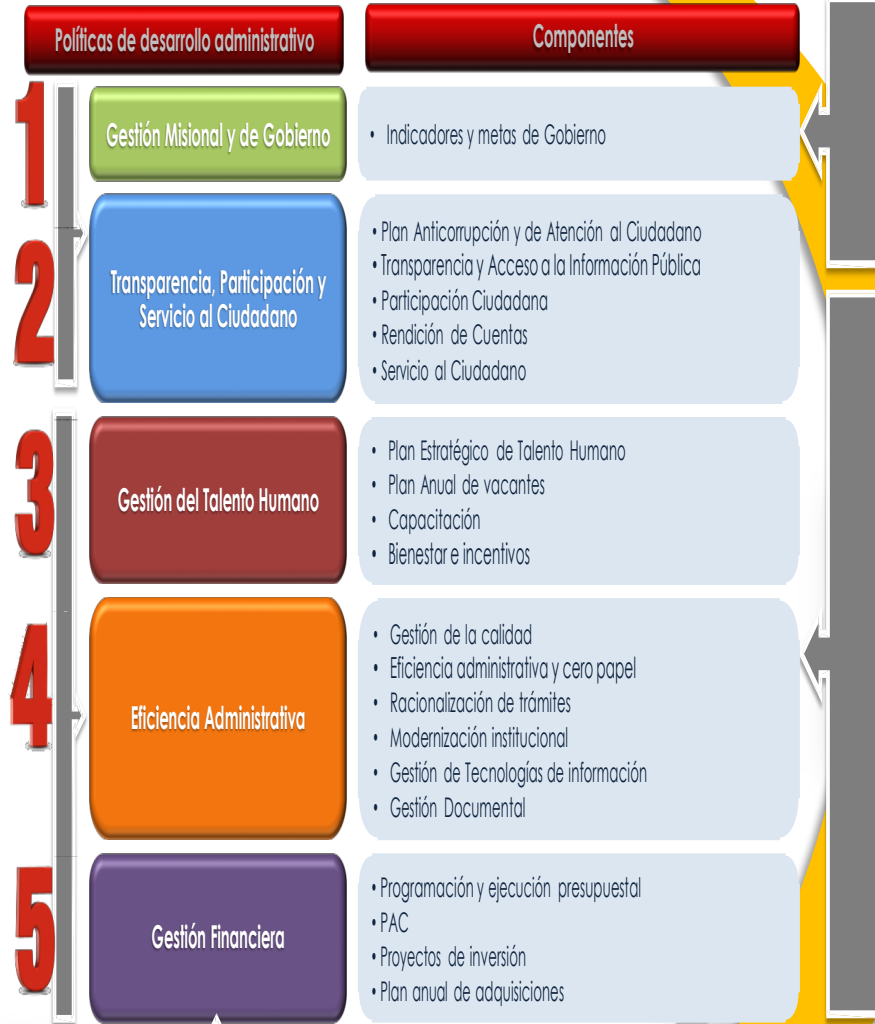 Políticas de desarrollo administrativo
Componentes
1
Gestión Misional y de Gobierno
• Indicadores y metas de Gobierno
2
Transparencia, Participación y
Servicio al Ciudadano
• Plan Anticorrupción y de Atención al Ciudadano
• Transparencia y Acceso a la Información Pública
• Participación Ciudadana
• Rendición de Cuentas
• Servicio al Ciudadano
3
Gestión del Talento Humano
• Plan Estratégico de Talento Humano
• Plan Anual de vacantes
• Capacitación
• Bienestar e incentivos
4
Eficiencia Administrativa
• Gestión de la calidad
• Eficiencia administrativa y cero papel
• Racionalización de trámites
• Modernización institucional
• Gestión de Tecnologías de información
• Gestión Documental
5
Gestión Financiera
• Programación y ejecución presupuestal
• PAC
• Proyectos de inversión
• Plan anual de adquisiciones